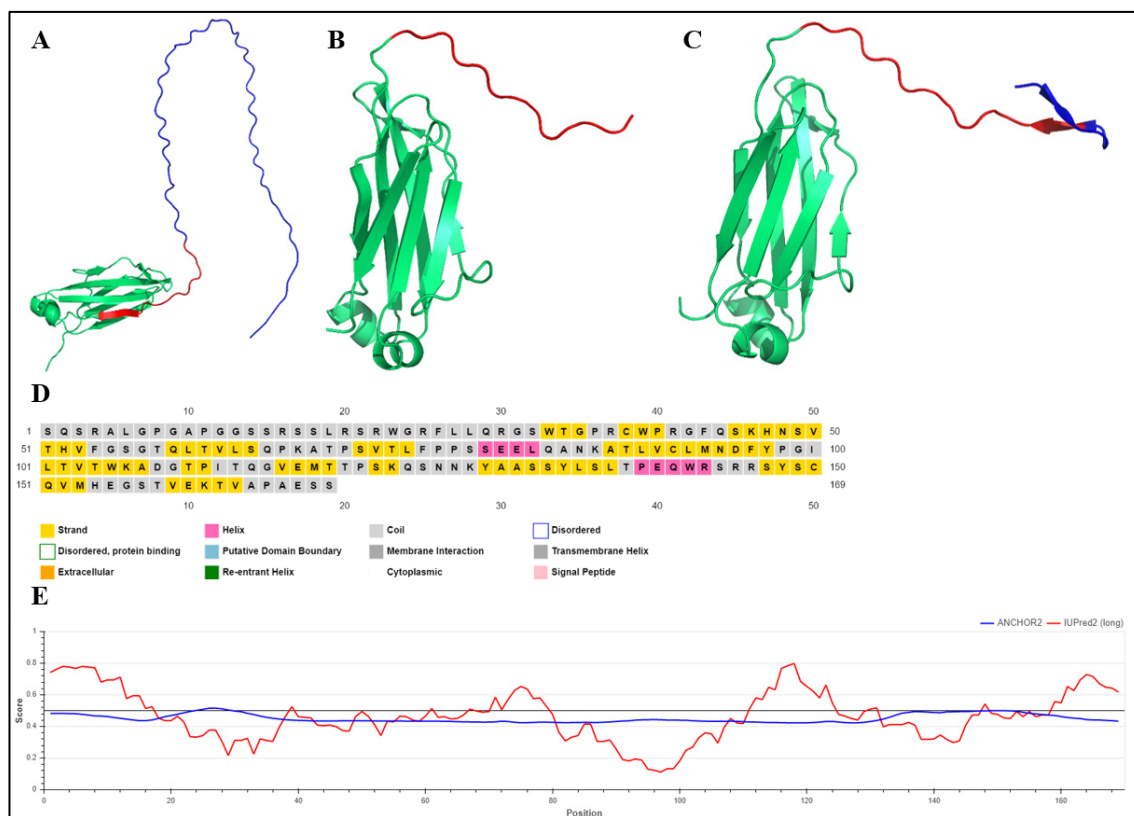 A
B
C
D
10 20 30 40 50
1 S Q S R A L G P G A P G G S S R S S L R S R W G R F L L Q R G S W T G P R C W P R G F Q S K H N S V 50
51 T H V F G S G T Q L T V L S Q P K A T P S V T L F P P S S E E L Q A N K A T L V C L M N D F Y P G I 100
101 L T V T W K A D G T P I T Q G V E M T T P S K Q S N N K Y A A S S Y L S L T P E Q W R S R R S Y S C 150
151 Q V M H E G S T V E K T V A P A E S S 169
10 20 30 40 50
Strand Helix Coil Disordered
Disordered, protein binding Putative Domain Boundary Membrane Interaction Transmembrane Helix
Extracellular Re-entrant Helix Cytoplasmic Signal Peptide
E
ANCHOR2 IUPred2 (long)
1
0.8
0.6
0.4
0.2
0
Score
0 20 40 60 80 100 120 140 160
Position